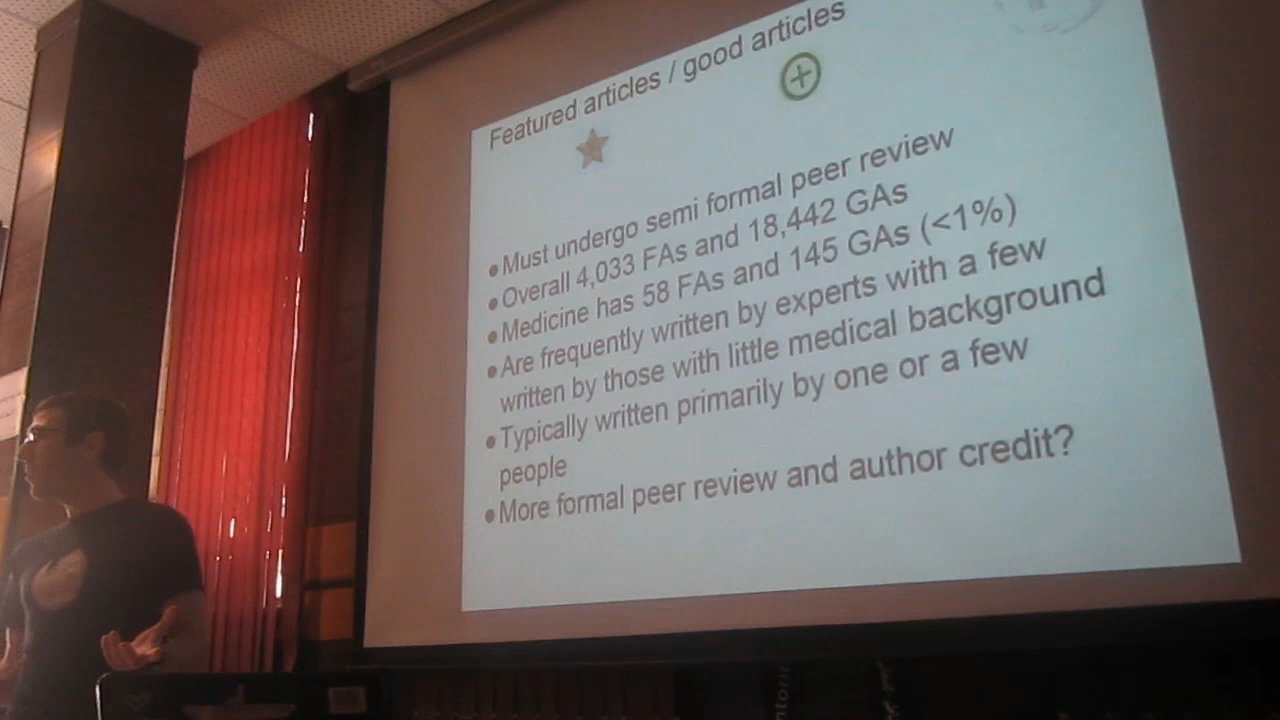 Featured articles / good articles
•Must undergo semi formal peer review
•Overall 4,033 FAs and 18,442 GAs
•Medicine has 58 FAs and 145 GAs (<1%)
•Are frequently written by experts with a few
written by those with little medical background
•Typically written primarily by one or a few
people
•More formal peer review and author credit?